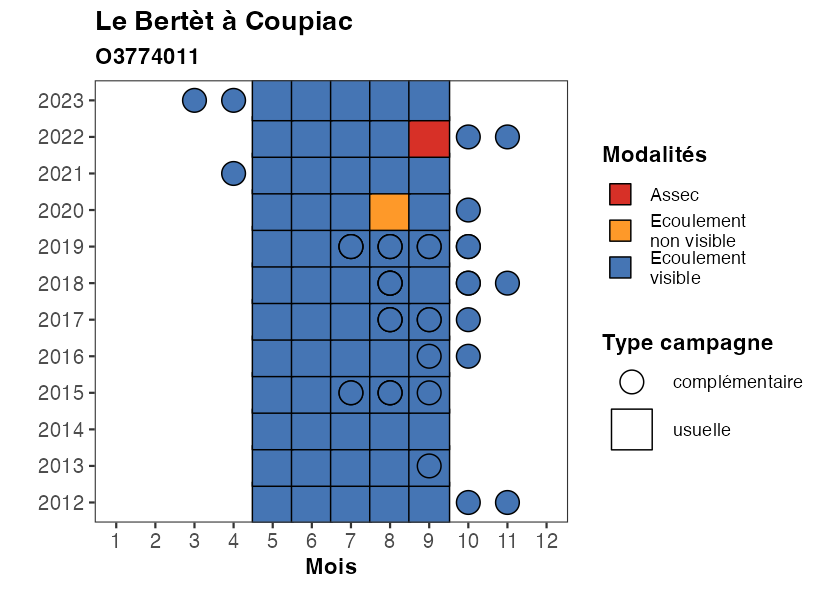 Le Bertèt à Coupiac
O3774011
2023
2022
2021
2020
2019
2018
2017
2016
2015
2014
2013
2012
1 2 3 4 5 6 7 8 9 10 11 12
Mois
Modalités
Assec
Ecoulement
non visible
Ecoulement
visible
Type campagne
complémentaire
usuelle